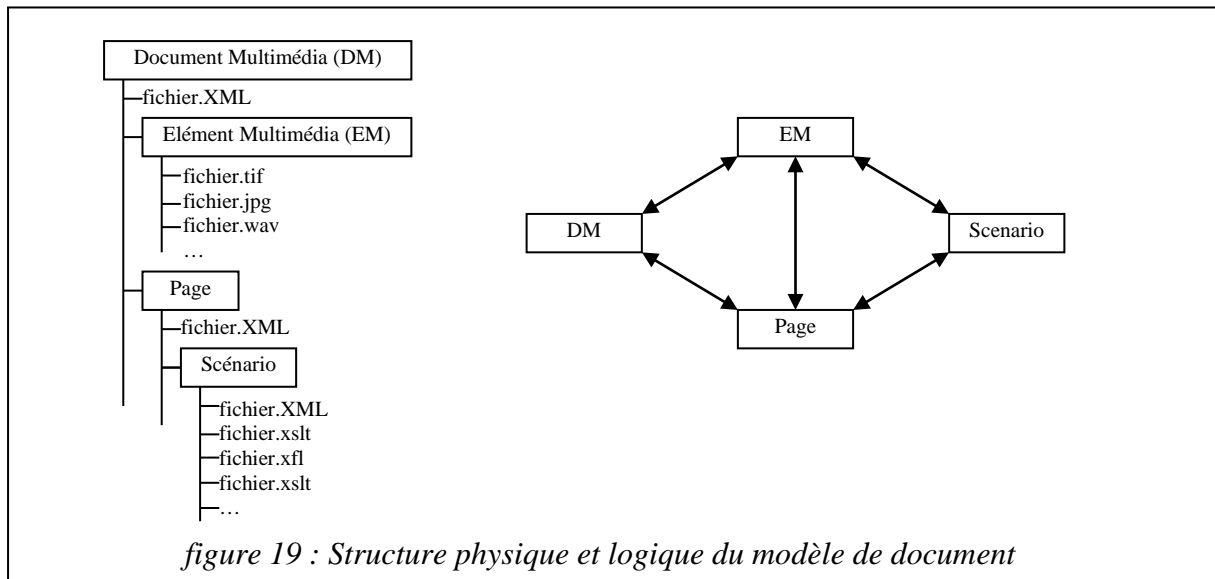 Document Multimédia (DM)
fichier.XML
Elément Multimédia (EM)
fichier.tif
fichier.jpg
fichier.wav
…
Page
fichier.XML
Scénario
fichier.XML
fichier.xslt
fichier.xfl
fichier.xslt
…
EM
DM
Scenario
Page
figure 19 : Structure physique et logique du modèle de document